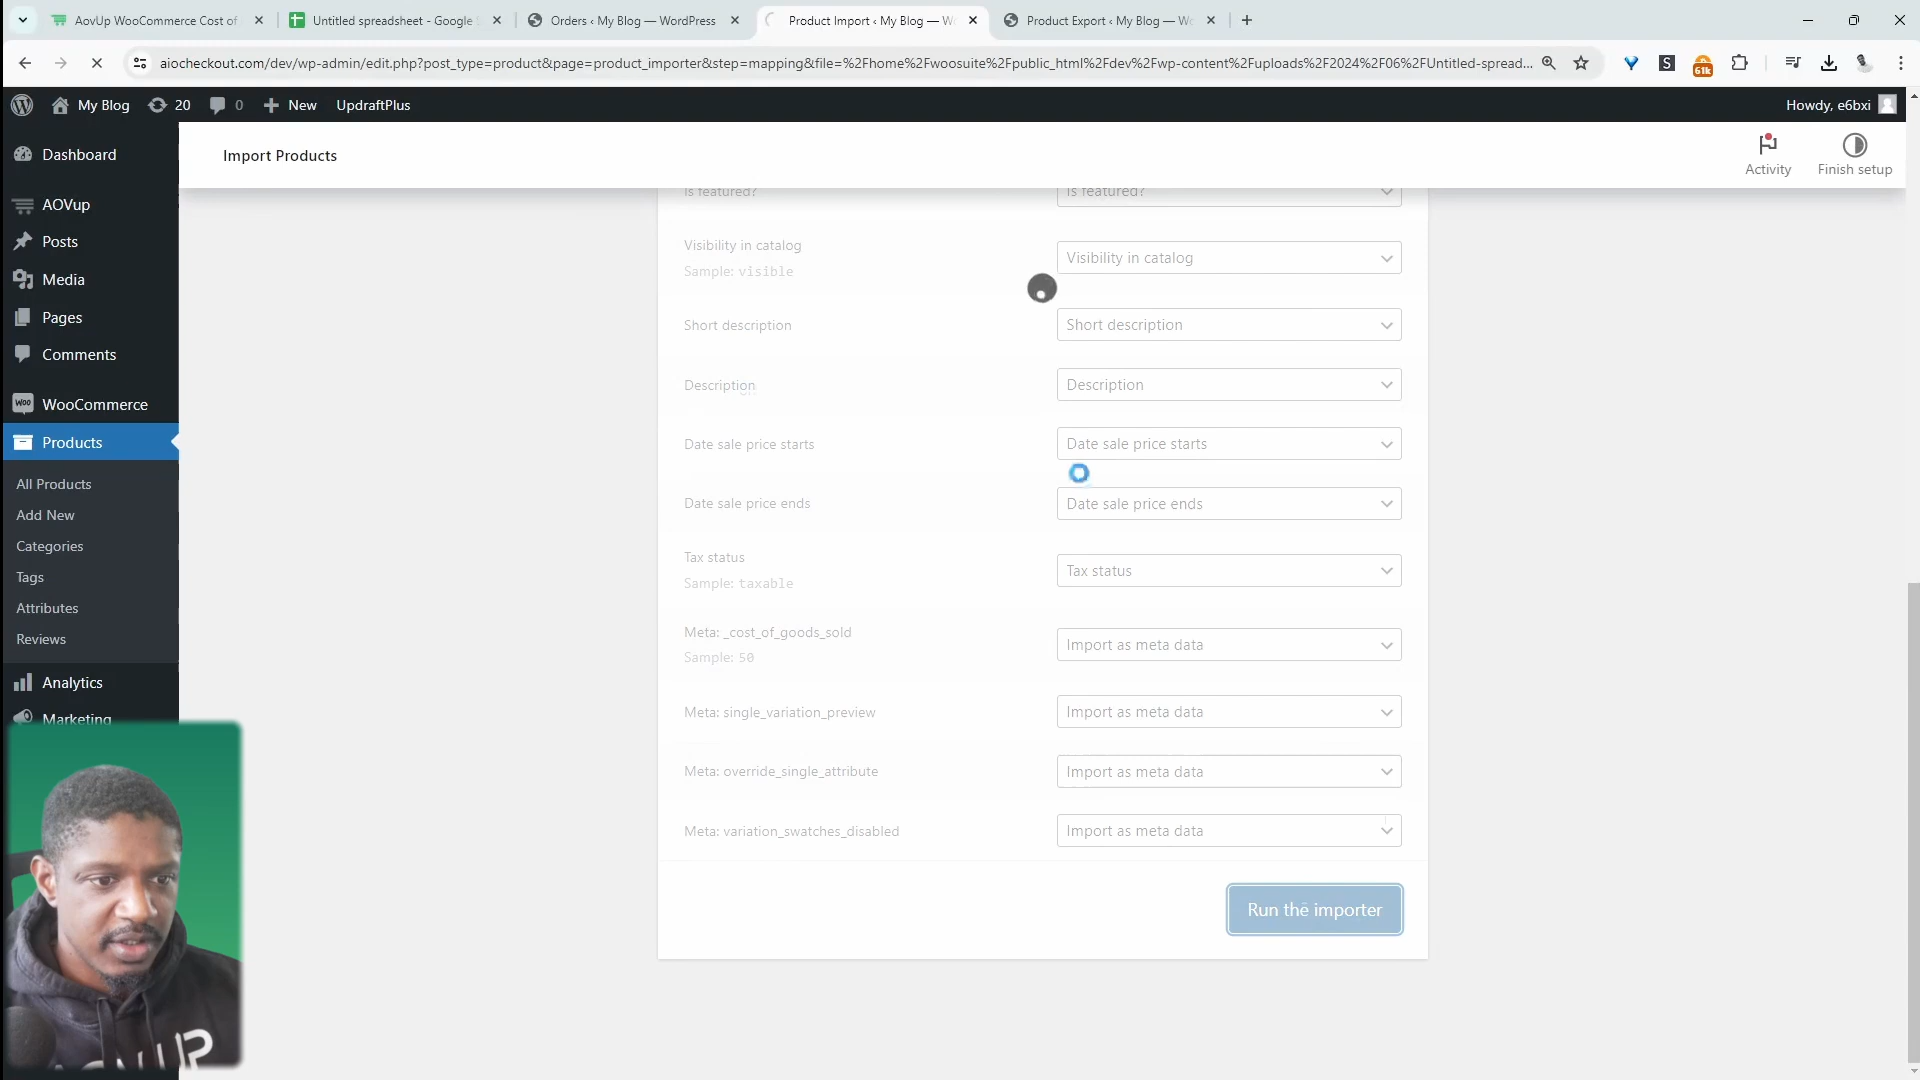 AovUp WooCommerce Cost of
Untitled spreadsheet - Google S
Orders ‹ My Blog — WordPress
Product Import ‹ My Blog — W
Product Export ‹ My Blog — Wo
aiocheckout.com/dev/wp-admin/edit.php?post_type=product&page=product_importer&step=mapping&file=%2Fhome%2Fwoosuite%2Fpublic_html%2Fdev%2Fwp-content%2Fuploads%2F2024%2F06%2FUntitled-spread...
S
61k
My Blog
20
0
New
UpdraftPlus
Howdy, e6bxi
Import Products
Activity
Finish setup
Dashboard
AOVup
Posts
Media
Pages
Comments
Woo
WooCommerce
Products
All Products
Add New
Categories
Tags
Attributes
Reviews
Analytics
Marketing
Is featured?
Is featured?
Visibility in catalog
Sample: visible
Visibility in catalog
Short description
Short description
Description
Description
Date sale price starts
Date sale price starts
Date sale price ends
Date sale price ends
Tax status
Sample: taxable
Tax status
Meta: _cost_of_goods_sold
Sample: 50
Import as meta data
Meta: single_variation_preview
Import as meta data
Meta: override_single_attribute
Import as meta data
Meta: variation_swatches_disabled
Import as meta data
Run the importer